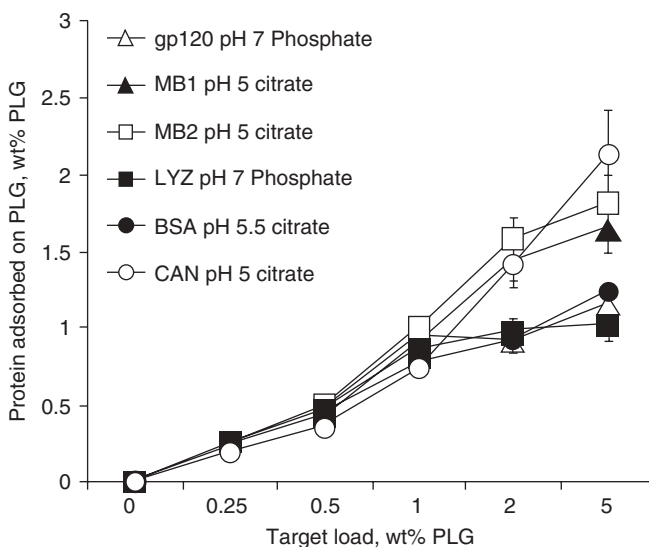 3
2.5
2
1.5
1
0.5
0
Protein adsorbed on PLG, wt% PLG
gp120 pH 7 Phosphate
MB1 pH 5 citrate
MB2 pH 5 citrate
LYZ pH 7 Phosphate
BSA pH 5.5 citrate
CAN pH 5 citrate
0 0.25 0.5 1 2 5
Target load, wt% PLG